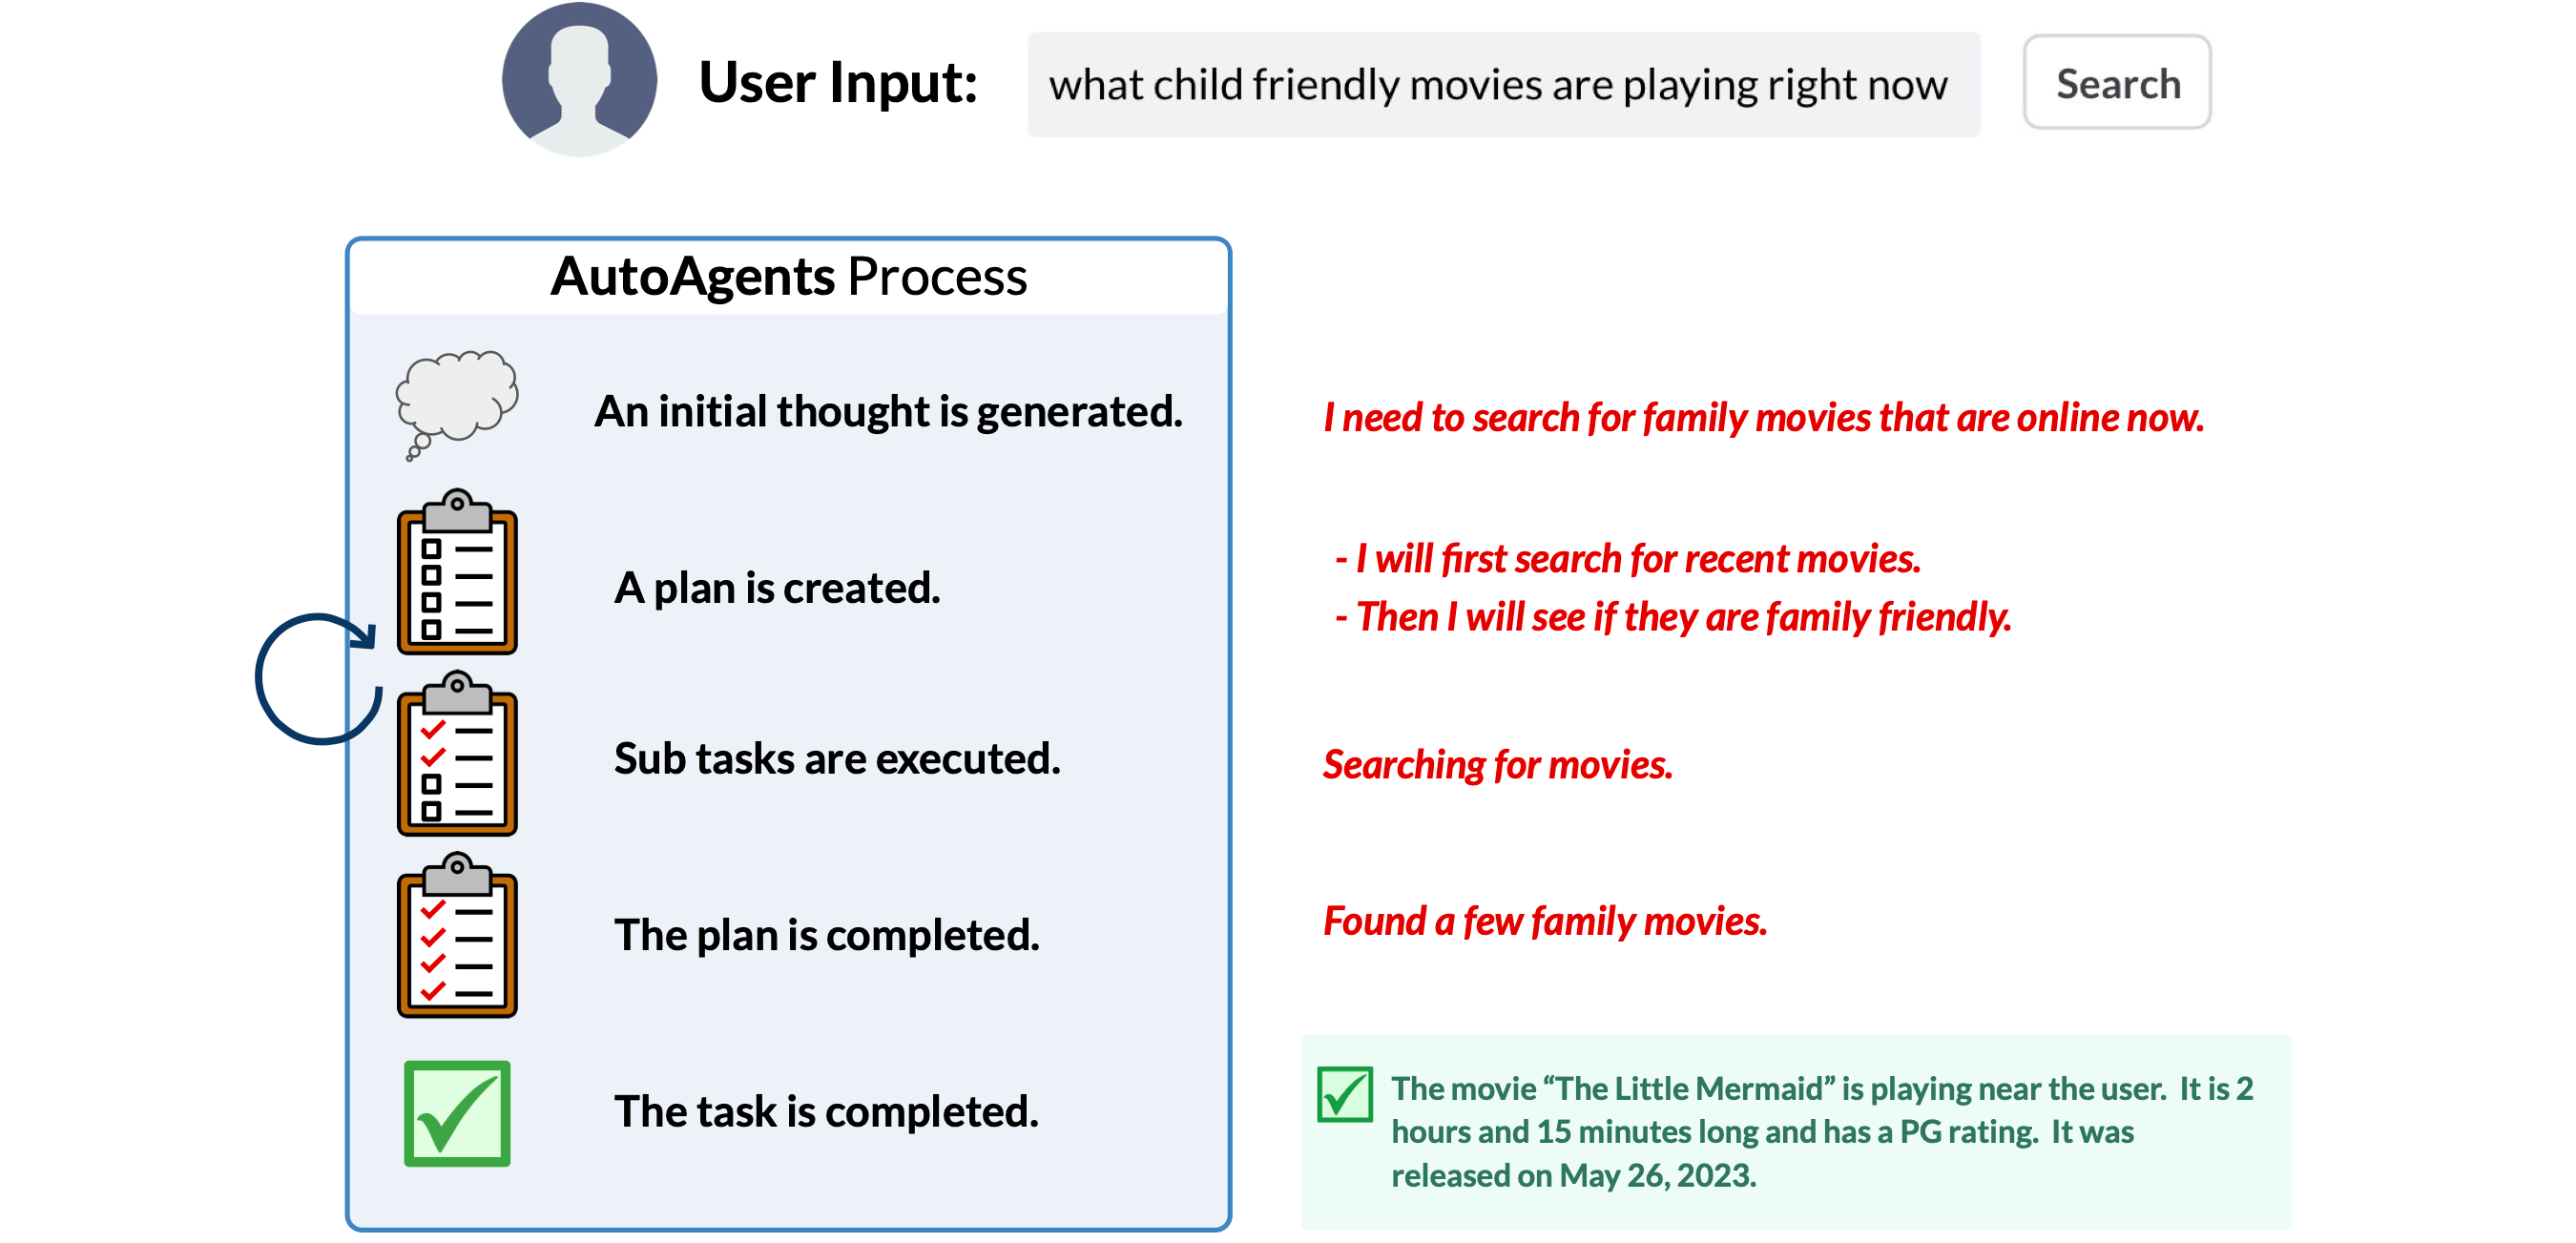 User Input:
what child friendly movies are playing right now
Search
AutoAgents Process
An initial thought is generated.
I need to search for family movies that are online now.
A plan is created.
- I will first search for recent movies.
- Then I will see if they are family friendly.
Sub tasks are executed.
Searching for movies.
The plan is completed.
Found a few family movies.
The task is completed.
The movie “The Little Mermaid” is playing near the user. It is 2
hours and 15 minutes long and has a PG rating. It was
released on May 26, 2023.